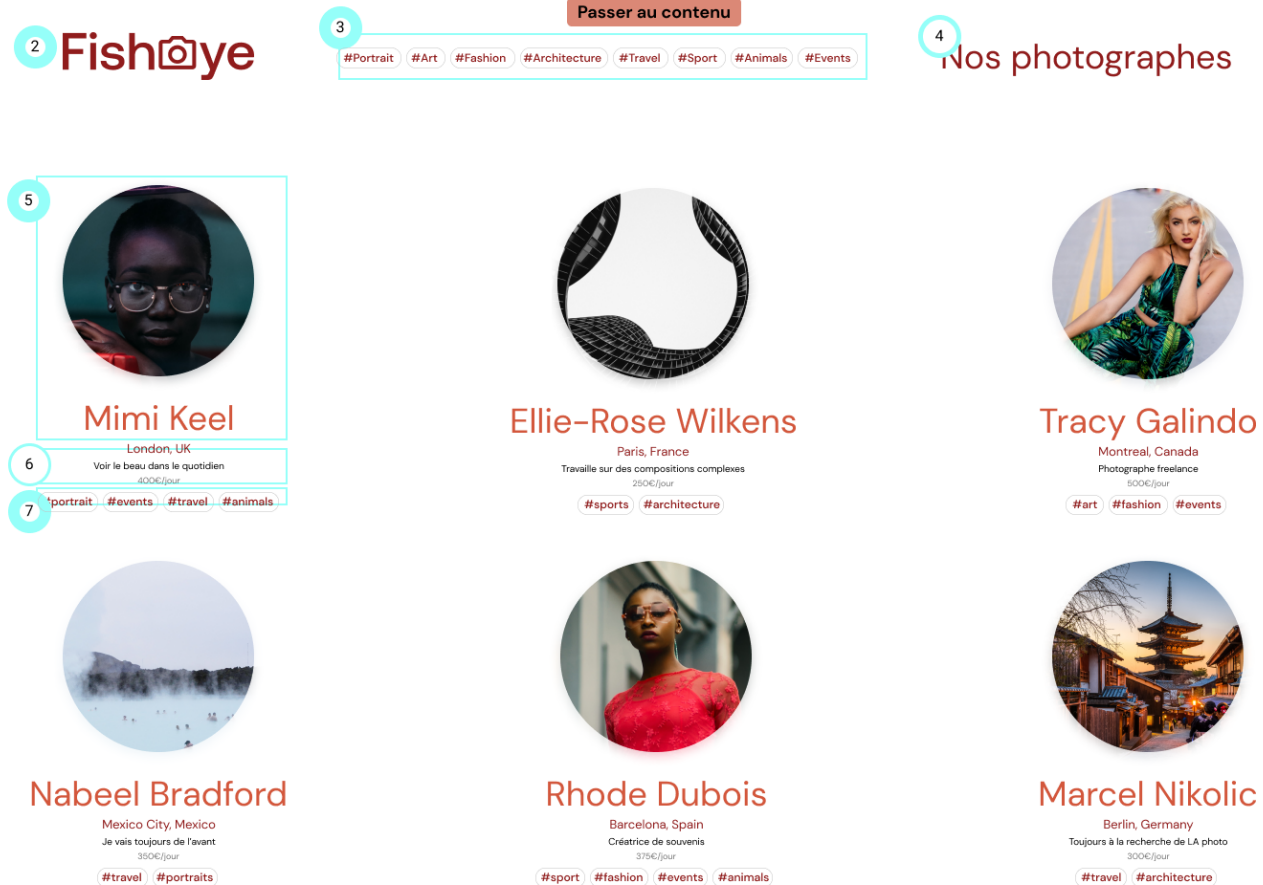 Passer au contenu
2
FishEye
3
#Portrait #Art #Fashion #Architecture #Travel #Sport #Animals #Events
4
Nos photographes
5
Mimi Keel
London, UK
6
Voir le beau dans le quotidien
400€/jour
7
#portrait #events #travel #animals
Ellie-Rose Wilkens
Paris, France
Travaille sur des compositions complexes
250€/jour
#sports #architecture
Tracy Galindo
Montreal, Canada
Photographe freelance
500€/jour
#art #fashion #events
Nabeel Bradford
Mexico City, Mexico
Je vais toujours de l'avant
350€/jour
#travel #portraits
Rhode Dubois
Barcelona, Spain
Créatrice de souvenis
375€/jour
#sport #fashion #events #animals
Marcel Nikolic
Berlin, Germany
Toujours à la recherche de LA photo
300€/jour
#travel #architecture